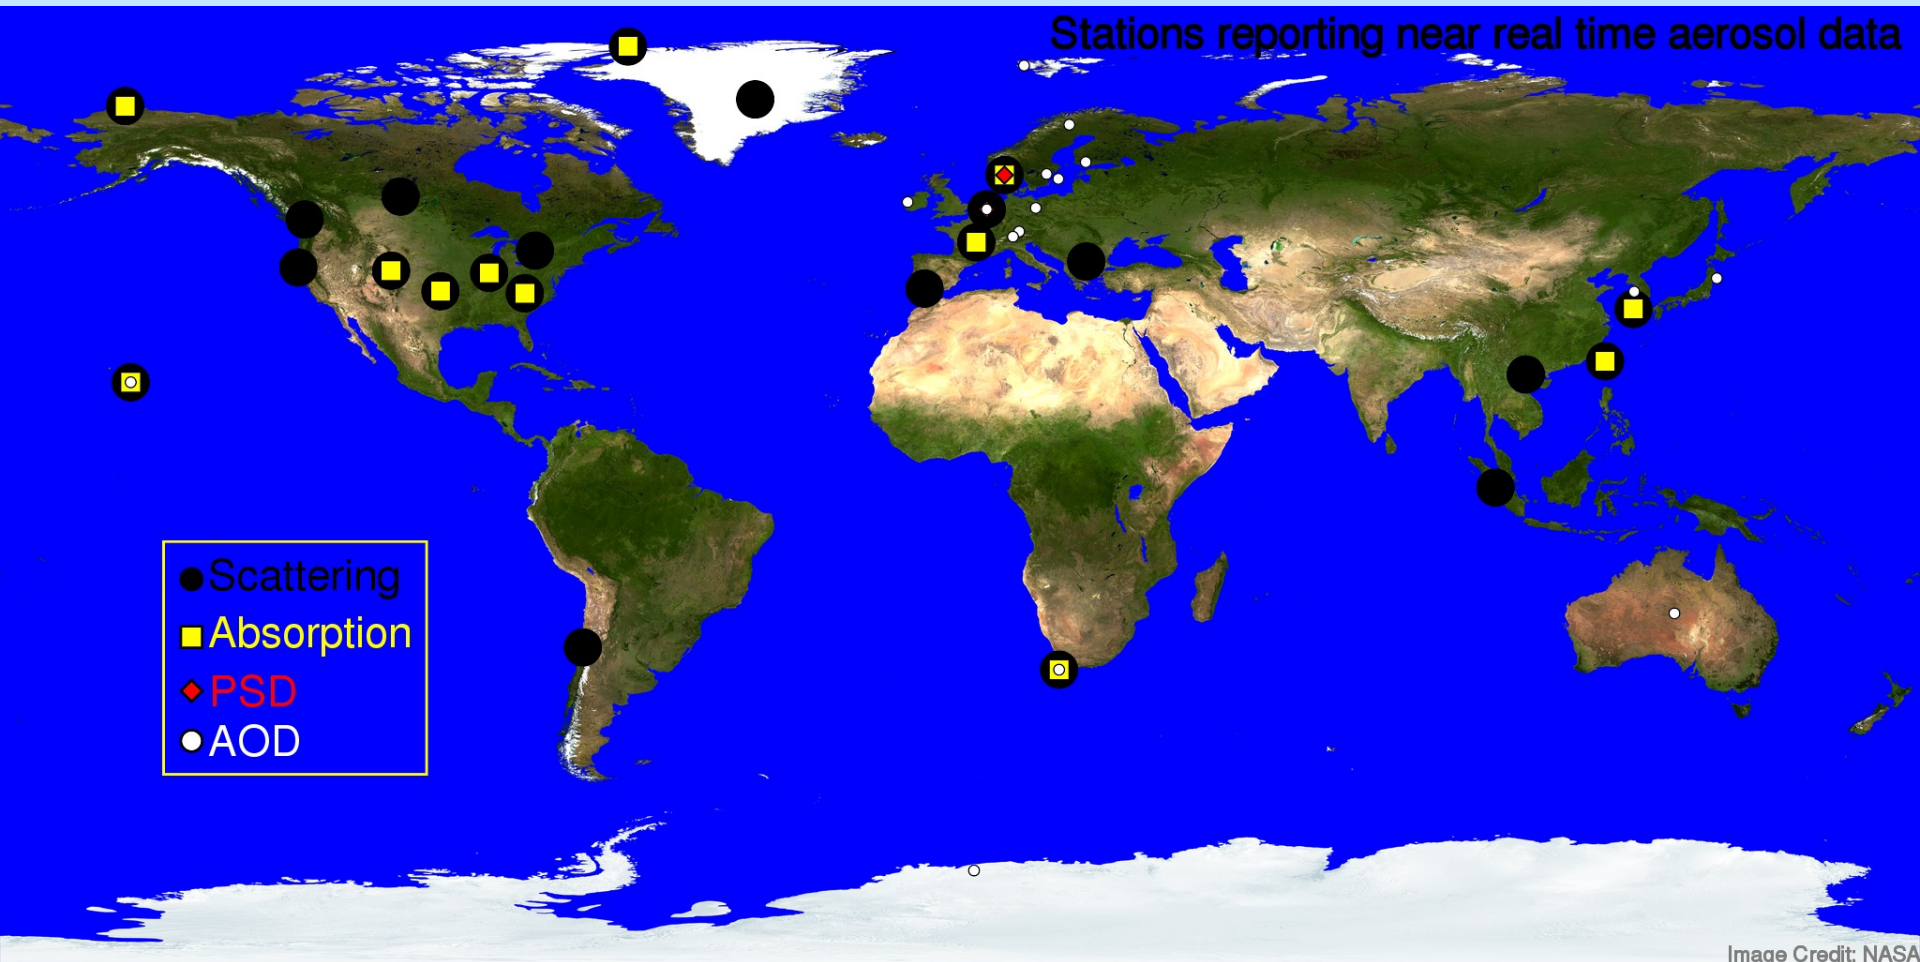 Stations reporting near real time aerosol data
Scattering
Absorption
PSD
AOD
Image Credit: NASA